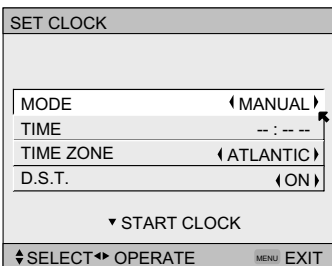 SET CLOCK
MODE MANUAL
TIME -- : -- --
TIME ZONE ATLANTIC
D.S.T. ON
START CLOCK
SELECT OPERATE MENU EXIT